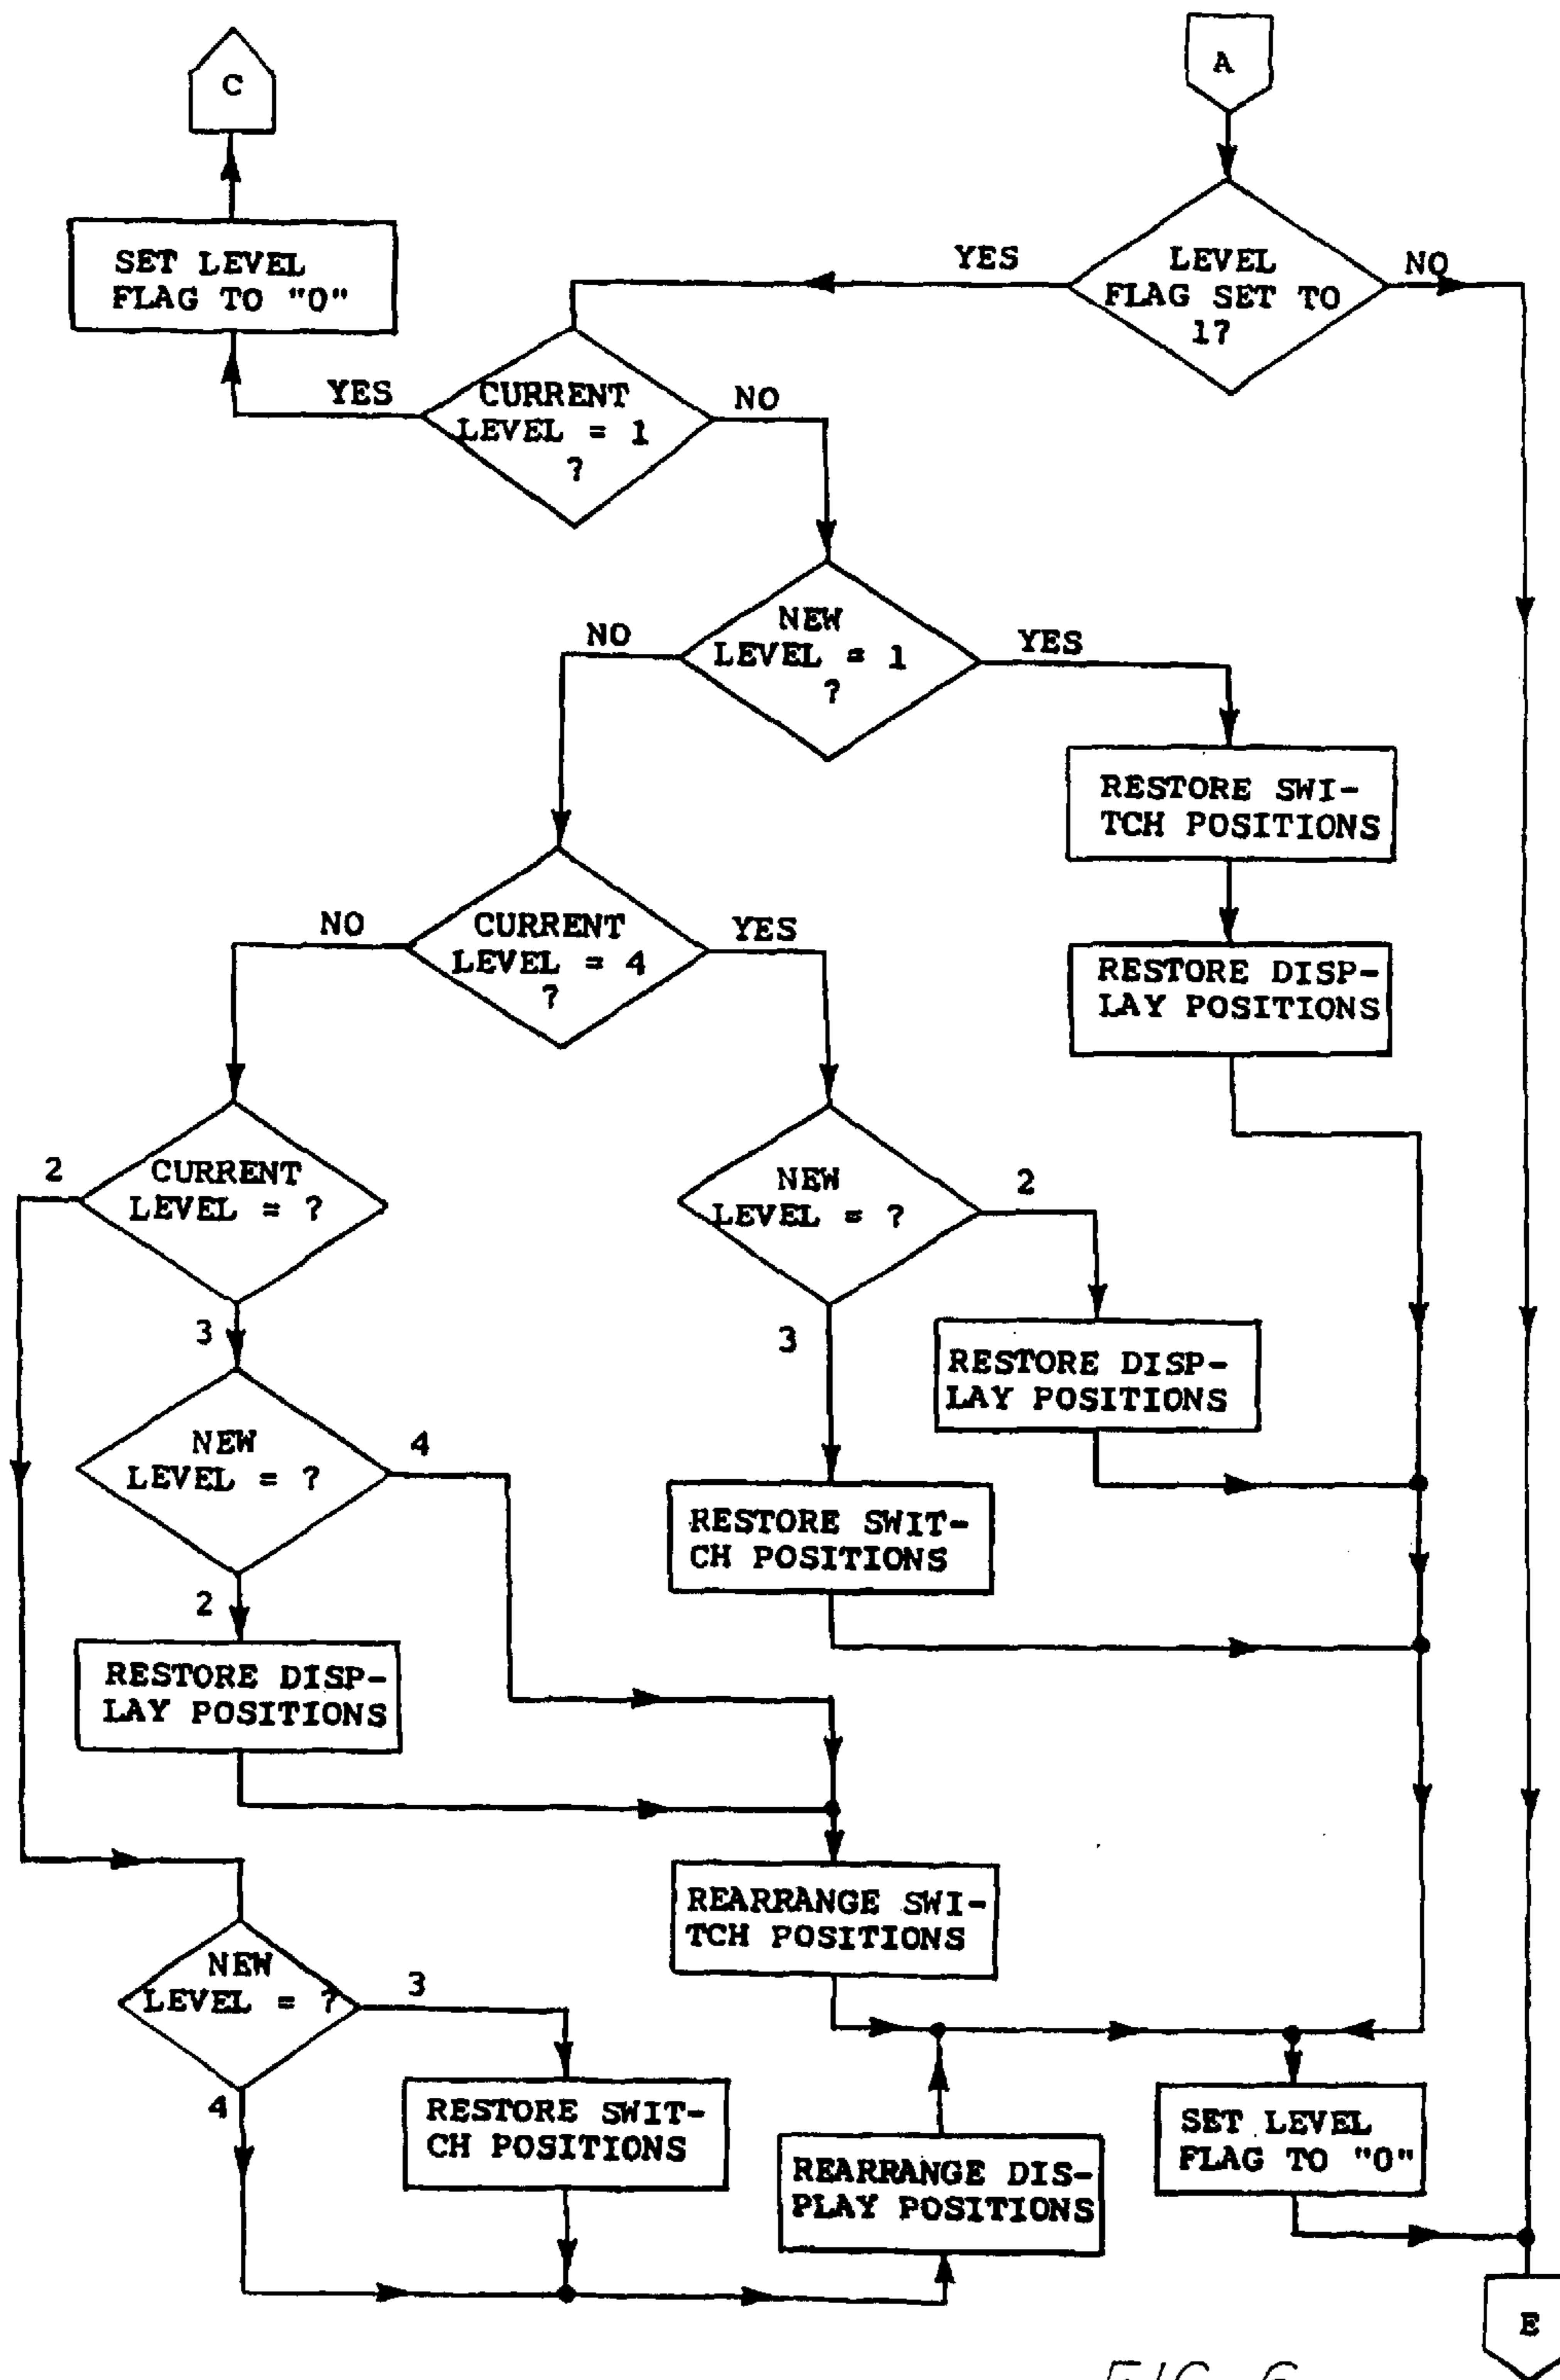 C
A
SET LEVEL
FLAG TO "0"
YES
LEVEL
FLAG SET TO
1?
NO
YES
CURRENT
LEVEL = 1
?
NO
NEW
LEVEL = 1
?
NO
YES
RESTORE SWI-
TCH POSITIONS
RESTORE DISP-
LAY POSITIONS
NO
CURRENT
LEVEL = 4
?
YES
2
CURRENT
LEVEL = ?
3
NEW
LEVEL = ?
2
3
RESTORE DISP-
LAY POSITIONS
NEW
LEVEL = ?
4
2
RESTORE SWIT-
CH POSITIONS
RESTORE DISP-
LAY POSITIONS
REARRANGE SWI-
TCH POSITIONS
NEW
LEVEL = ?
3
4
RESTORE SWIT-
CH POSITIONS
REARRANGE DIS-
PLAY POSITIONS
SET LEVEL
FLAG TO "0"
E